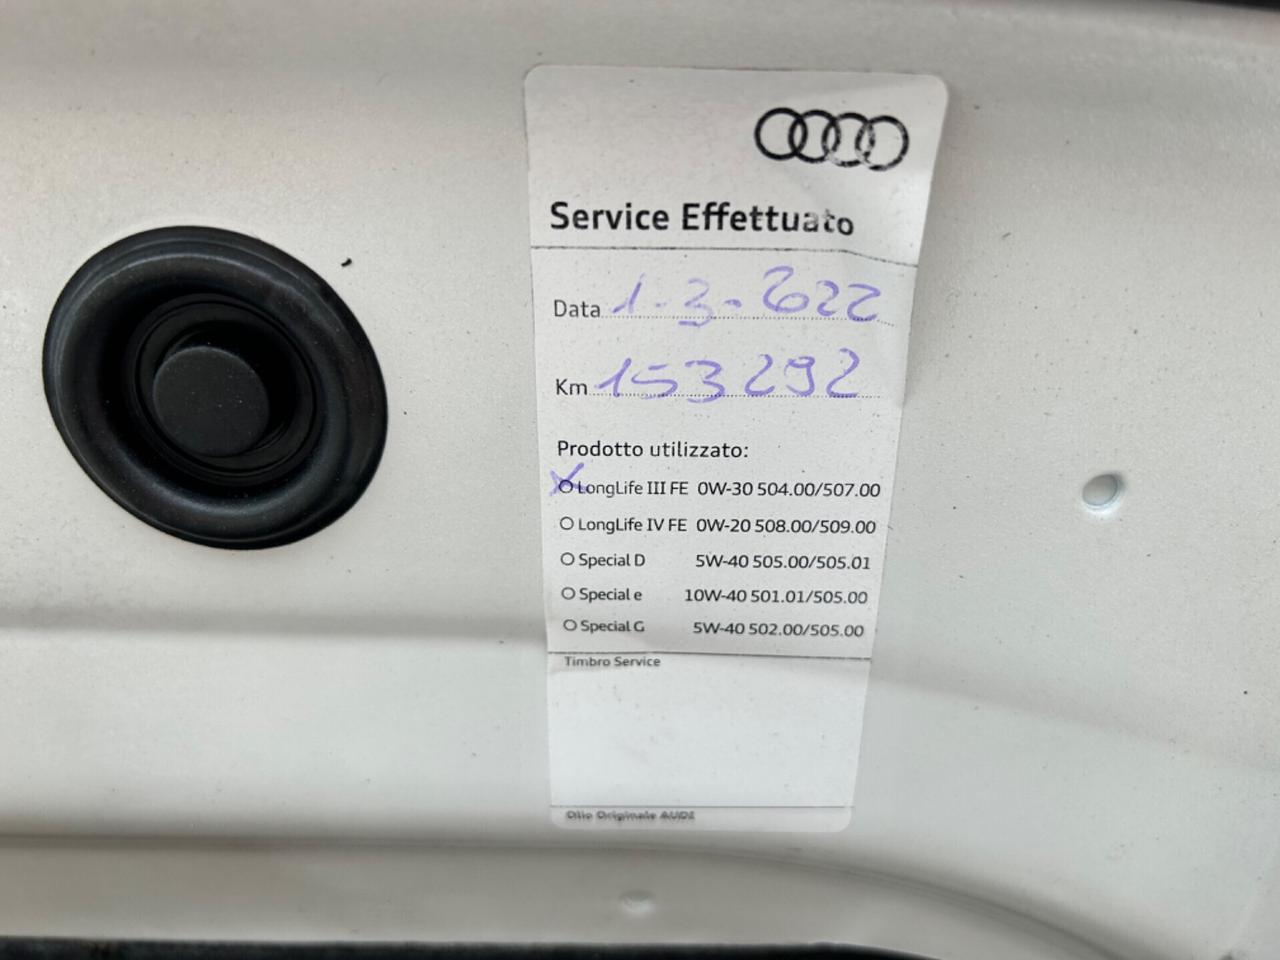 Service Effettuato
Data 1-3-2022
Km 153292
Prodotto utilizzato:
LongLife III FE 0W-30 504.00/507.00
LongLife IV FE 0W-20 508.00/509.00
Special D 5W-40 505.00/505.01
Special e 10W-40 501.01/505.00
Special G 5W-40 502.00/505.00
Timbro Service
Olio Originale AUDI